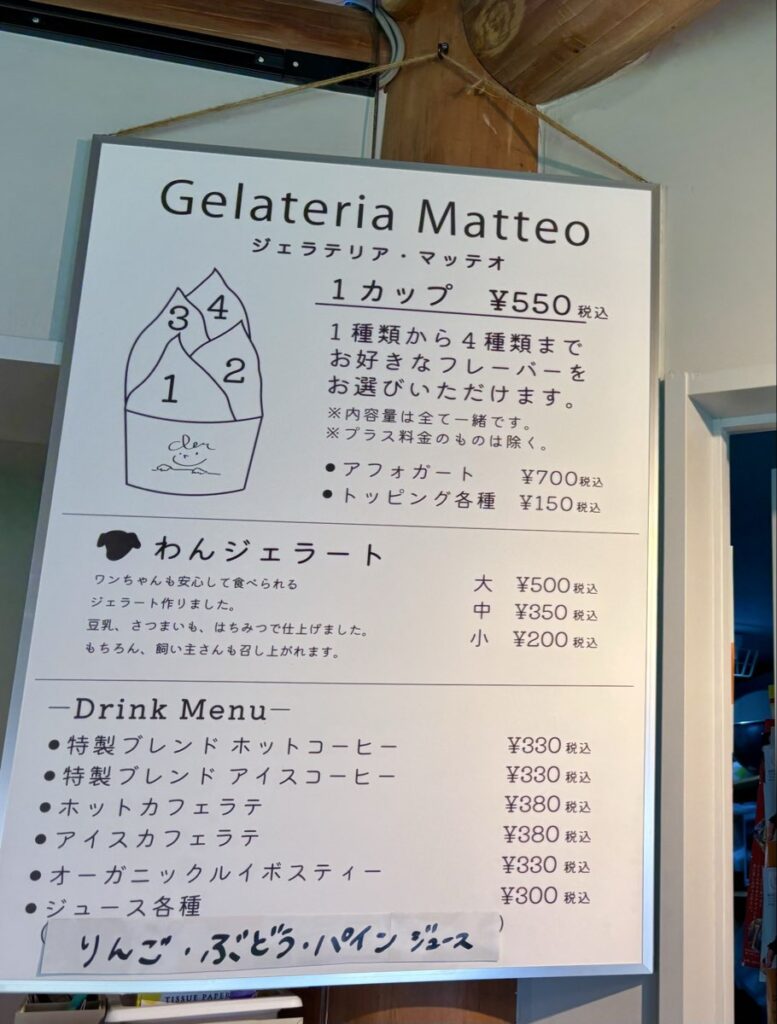 Gelateria Matteo
ジェラテリア・マッテオ
1カップ ¥550税込
1種類から4種類まで
お好きなフレーバーを
お選びいただけます。
※内容量は全て一緒です。
※プラス料金のものは除く。
●アフォガート ¥700税込
●トッピング各種 ¥150税込
4
3
2
1
わんジェラート
ワンちゃんも安心して食べられる
ジェラート作りました。
豆乳、さつまいも、はちみつで仕上げました。
もちろん、飼い主さんも召し上がれます。
大 ¥500税込
中 ¥350税込
小 ¥200税込
—Drink Menu—
●特製ブレンド ホットコーヒー ¥330税込
●特製ブレンド アイスコーヒー ¥330税込
●ホットカフェラテ ¥380税込
●アイスカフェラテ ¥380税込
●オーガニックルイボスティー ¥330税込
●ジュース各種 ¥300税込
(りんご・ぶどう・パインジュース)
TISSUE PAPER